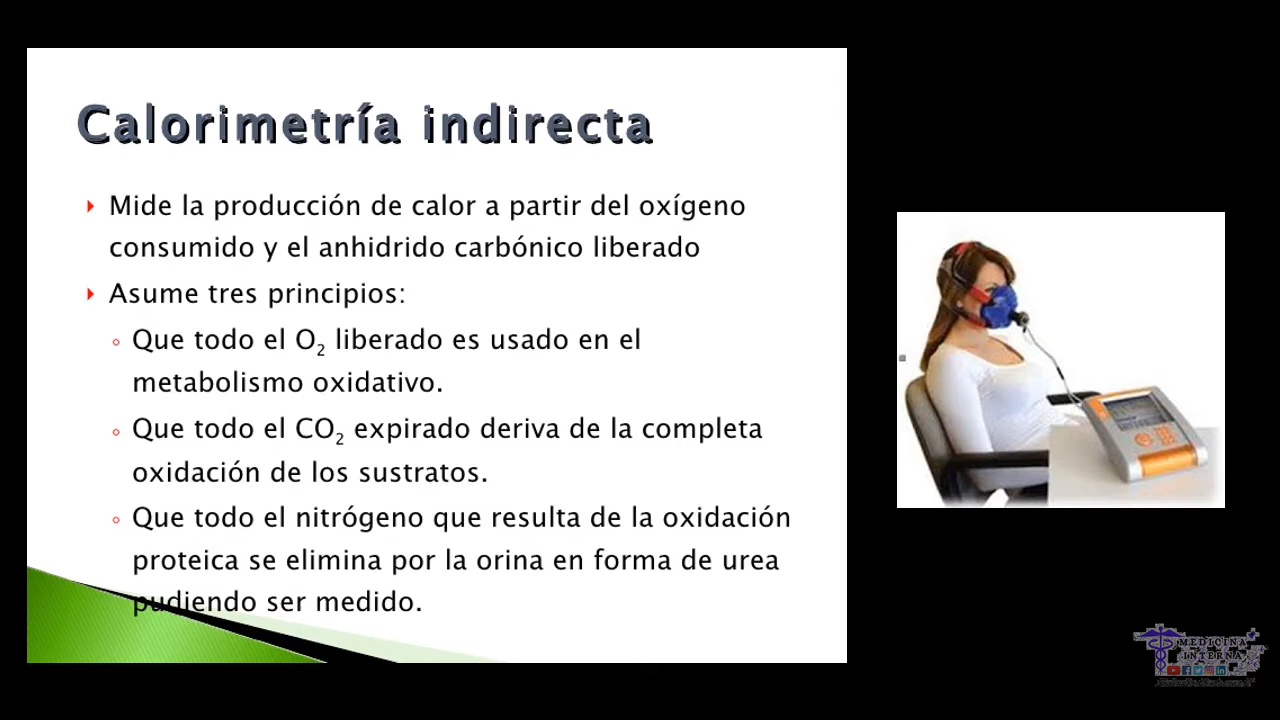 Calorimetría indirecta
Mide la producción de calor a partir del oxígeno
consumido y el anhidrido carbónico liberado
Asume tres principios:
Que todo el O₂ liberado es usado en el
metabolismo oxidativo.
Que todo el CO₂ expirado deriva de la completa
oxidación de los sustratos.
Que todo el nitrógeno que resulta de la oxidación
proteica se elimina por la orina en forma de urea
pudiendo ser medido.
MEDICINA
INTERNA